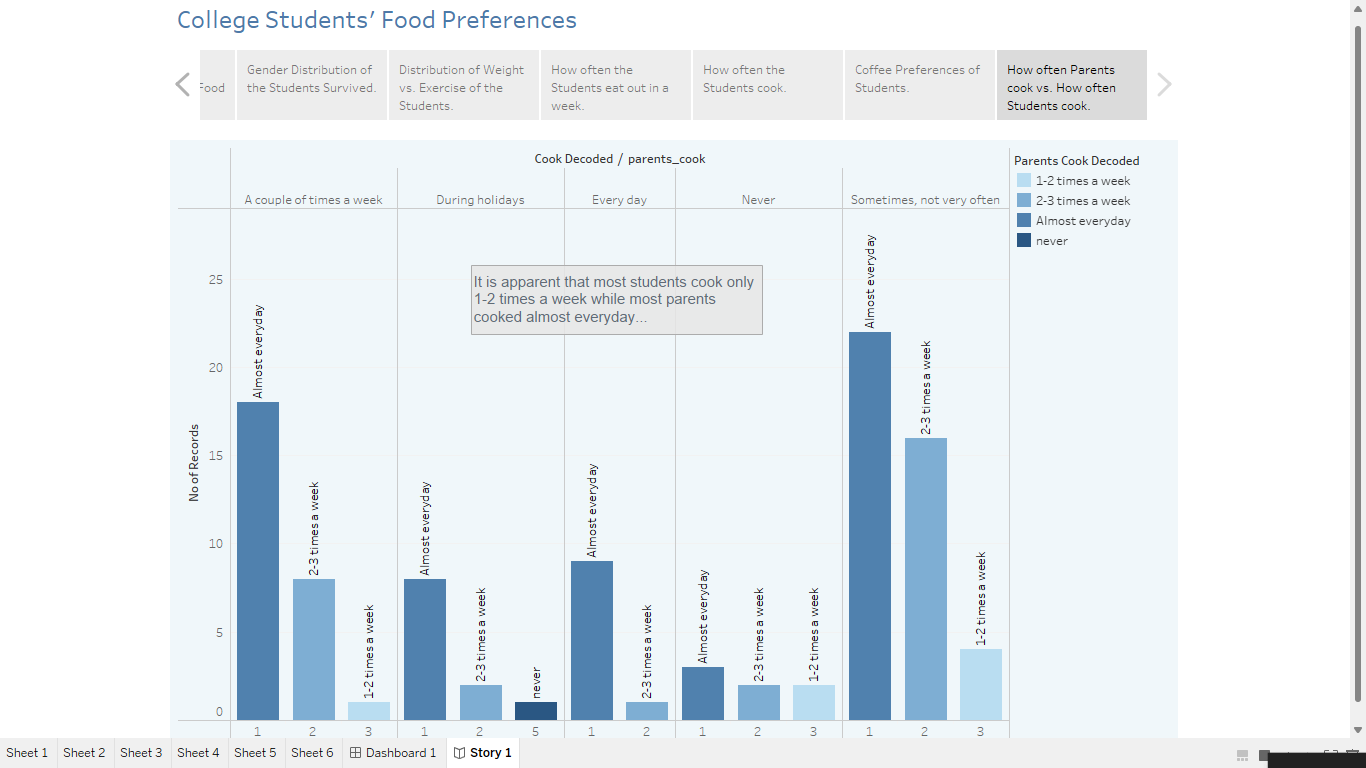 College Students’ Food Preferences
Food
Gender Distribution of
the Students Survived.
Distribution of Weight
vs. Exercise of the
Students.
How often the
Students eat out in a
week.
How often the
Students cook.
Coffee Preferences of
Students.
How often Parents
cook vs. How often
Students cook.
Cook Decoded / parents_cook
A couple of times a week
During holidays
Every day
Never
Sometimes, not very often
Parents Cook Decoded
1-2 times a week
2-3 times a week
Almost everyday
never
It is apparent that most students cook only
1-2 times a week while most parents
cooked almost everyday...
No of Records
25
20
15
10
5
0
Almost everyday
2-3 times a week
1-2 times a week
Almost everyday
2-3 times a week
never
Almost everyday
2-3 times a week
Almost everyday
2-3 times a week
1-2 times a week
Almost everyday
2-3 times a week
1-2 times a week
1 2 3 1 2 5 1 2 1 2 3 1 2 3
Sheet 1 Sheet 2 Sheet 3 Sheet 4 Sheet 5 Sheet 6 Dashboard 1 Story 1